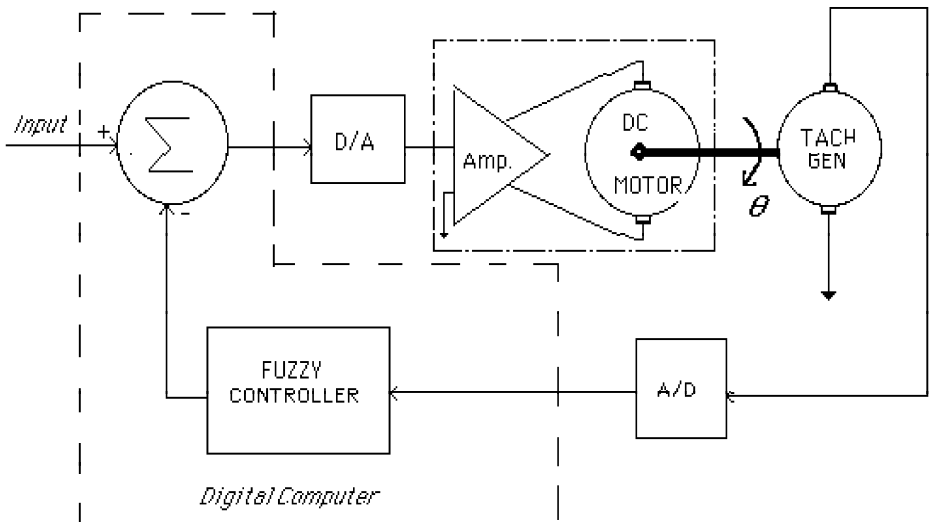 Input
+
Σ
-
D/A
Amp.
DC
MOTOR
θ
TACH
GEN
FUZZY
CONTROLLER
A/D
Digital Computer